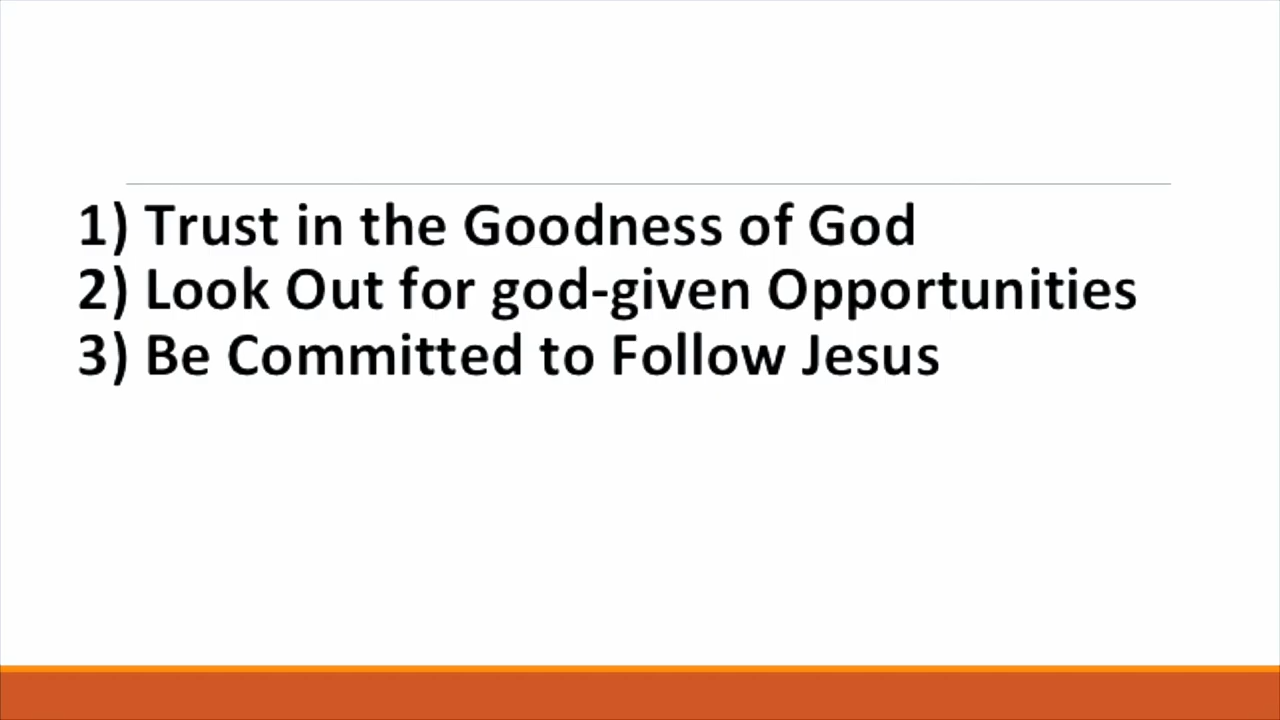 1) Trust in the Goodness of God
2) Look Out for god-given Opportunities
3) Be Committed to Follow Jesus